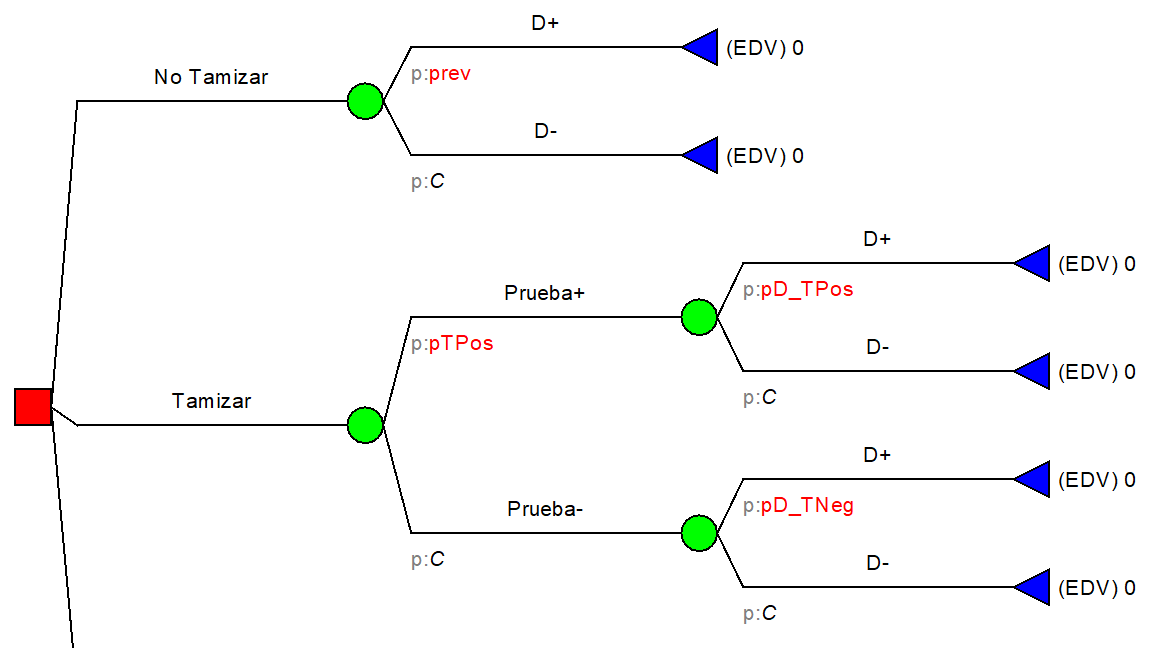 D+
(EDV) 0
p:prev
No Tamizar
D-
(EDV) 0
p:C
D+
(EDV) 0
p:pD_TPos
Prueba+
p:pTPos
D-
(EDV) 0
p:C
Tamizar
D+
(EDV) 0
p:pD_TNeg
Prueba-
p:C
D-
(EDV) 0
p:C